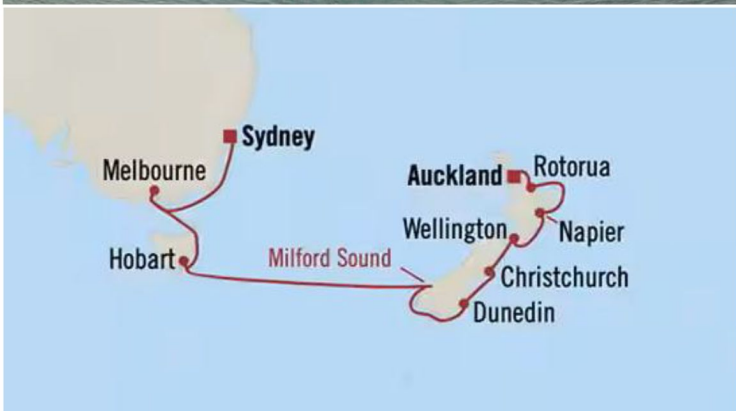 Sydney
Melbourne
Auckland
Rotorua
Wellington
Napier
Hobart
Milford Sound
Christchurch
Dunedin